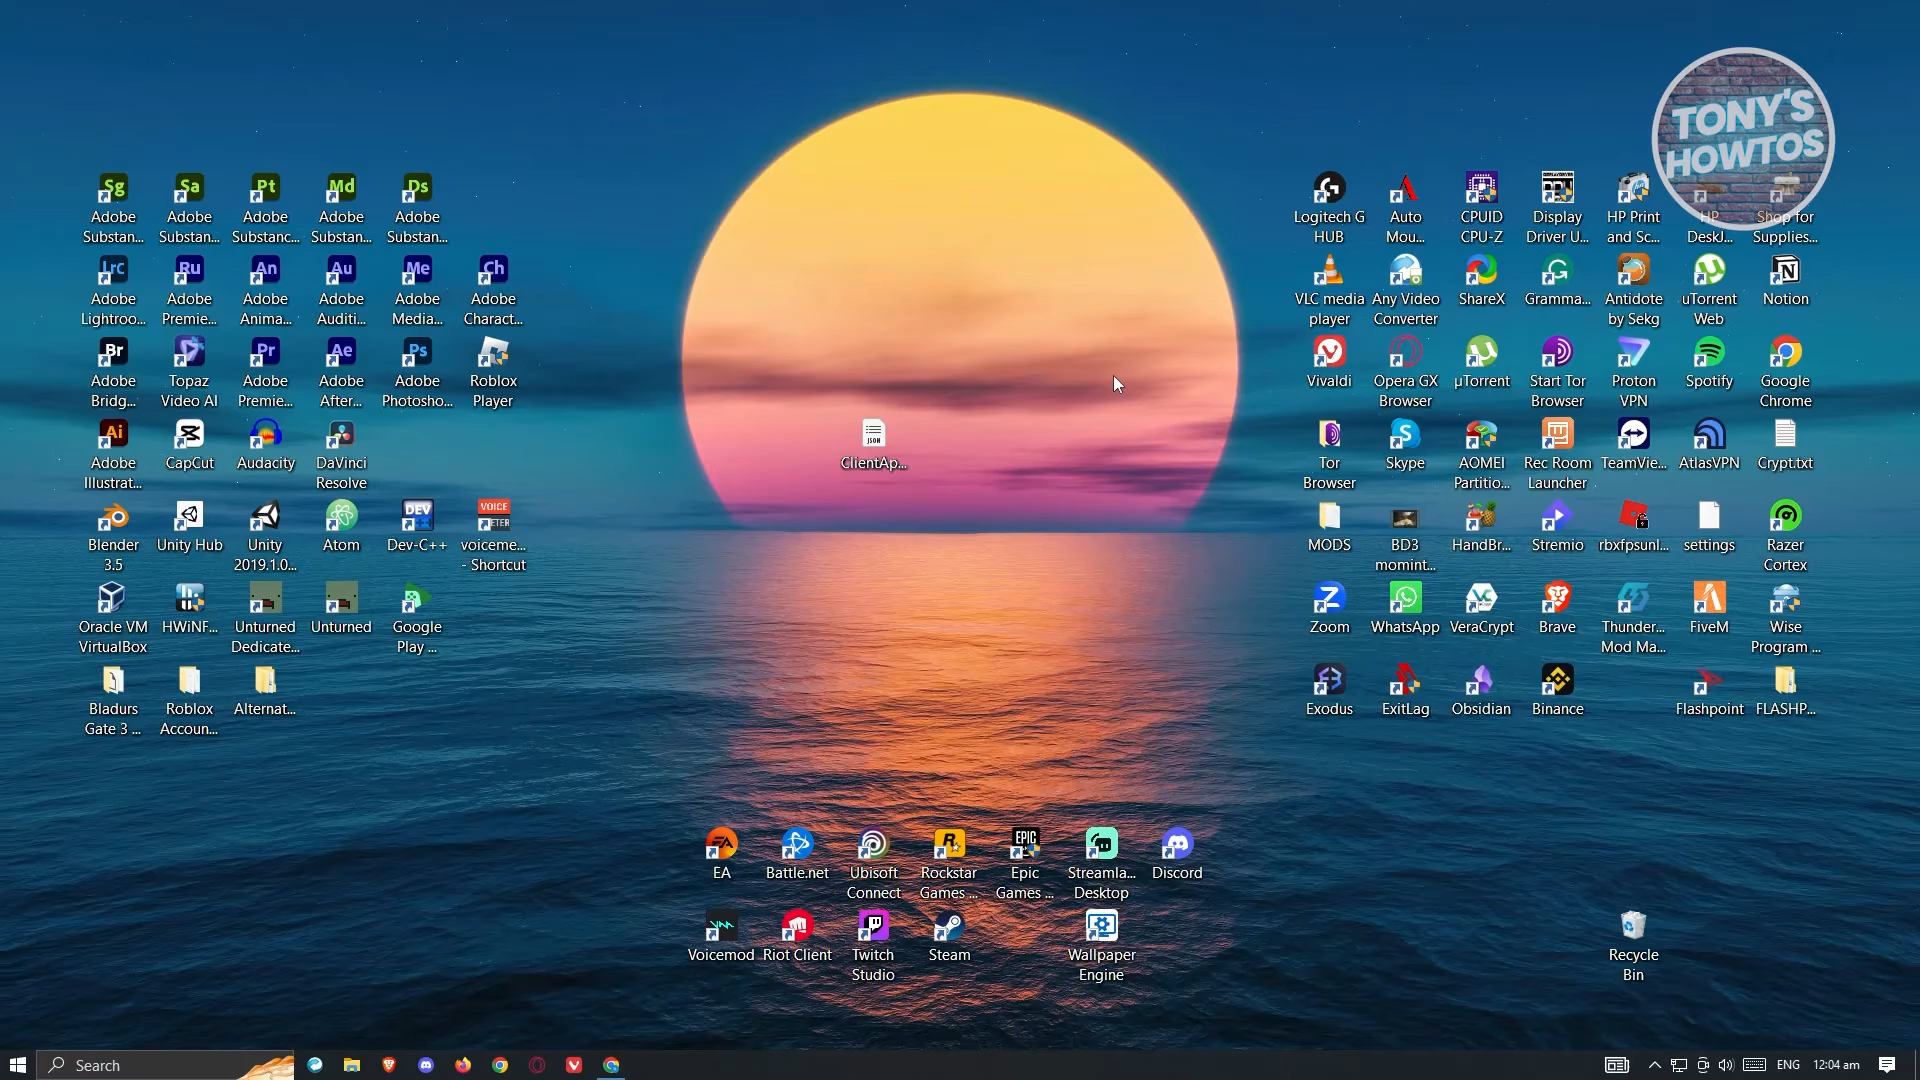 TONY'S
HOWTOS
Adobe
Substan...
Adobe
Substan...
Adobe
Substanc...
Adobe
Substan...
Adobe
Substan...
Logitech G
HUB
Auto
Mou...
CPUID
CPU-Z
Display
Driver U...
HP Print
and Sc...
HP
DeskJ...
Shop for
Supplies...
Adobe
Lightroo...
Adobe
Premie...
Adobe
Anima...
Adobe
Auditi...
Adobe
Media...
Adobe
Charact...
VLC media
player
Any Video
Converter
ShareX
Gramma...
Antidote
by Sekg
uTorrent
Web
Notion
Adobe
Bridg...
Topaz
Video AI
Adobe
Premie...
Adobe
After...
Adobe
Photosho...
Roblox
Player
Vivaldi
Opera GX
Browser
µTorrent
Start Tor
Browser
Proton
VPN
Spotify
Google
Chrome
Adobe
Illustrat...
CapCut
Audacity
DaVinci
Resolve
JSON
ClientAp...
Tor
Browser
Skype
AOMEI
Partitio...
Rec Room
Launcher
TeamVie...
AtlasVPN
Crypt.txt
Blender
3.5
Unity Hub
Unity
2019.1.0...
Atom
Dev-C++
voiceme...
- Shortcut
MODS
BD3
momint...
HandBr...
Stremio
rbxfpsunl...
settings
Razer
Cortex
Oracle VM
VirtualBox
HWiNF...
Unturned
Dedicate...
Unturned
Google
Play ...
Zoom
WhatsApp
VeraCrypt
Brave
Thunder...
Mod Ma...
FiveM
Wise
Program ...
Bladurs
Gate 3 ...
Roblox
Accoun...
Alternat...
Exodus
ExitLag
Obsidian
Binance
Flashpoint
FLASHP...
EA
Battle.net
Ubisoft
Connect
Rockstar
Games ...
Epic
Games ...
Streamla...
Desktop
Discord
Voicemod
Riot Client
Twitch
Studio
Steam
Wallpaper
Engine
Recycle
Bin
Search
ENG
12:04 am